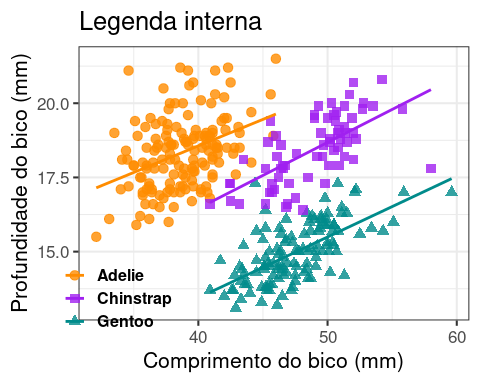 Legenda interna
Profundidade do bico (mm)
20.0
17.5
15.0
Adelie
Chinstrap
Gentoo
40
50
60
Comprimento do bico (mm)